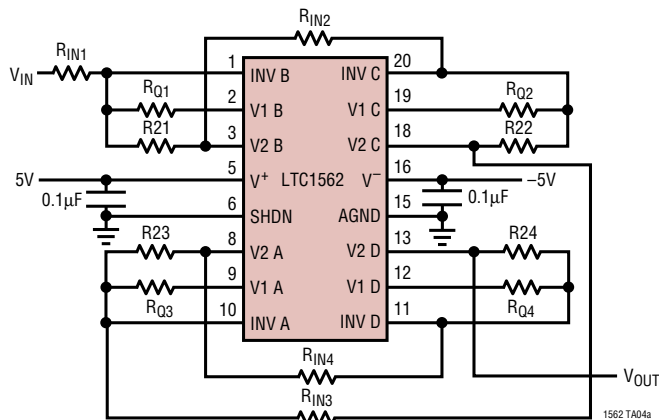 RIN2
RIN1
VIN
1
INV B
INV C
20
RQ1
2
V1 B
V1 C
19
RQ2
R21
3
V2 B
V2 C
18
R22
5V
5
V+
LTC1562
V−
16
−5V
0.1µF
6
SHDN
AGND
15
0.1µF
R23
8
V2 A
V2 D
13
R24
RQ3
9
V1 A
V1 D
12
RQ4
10
INV A
INV D
11
RIN4
VOUT
RIN3
1562 TA04a